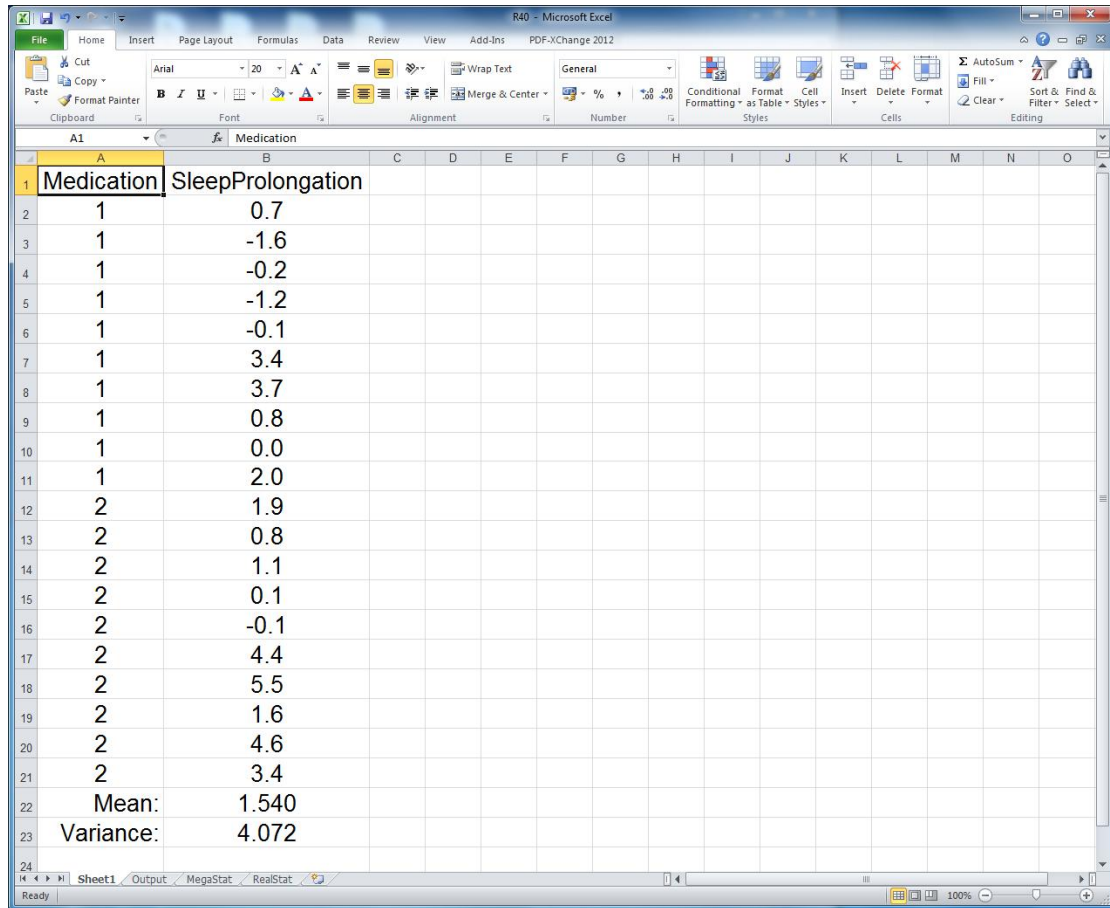 R40 - Microsoft Excel
File Home Insert Page Layout Formulas Data Review View Add-Ins PDF-XChange 2012
Paste Cut Copy Format Painter
Arial 20 Wrap Text General Conditional Formatting Format as Table Cell Styles Insert Delete Format AutoSum Fill Clear Sort & Filter Find & Select
B I U Merge & Center % ,
Clipboard Font Alignment Number Styles Cells Editing
A1 fx Medication
A B C D E F G H I J K L M N O
1 Medication SleepProlongation
2 1 0.7
3 1 -1.6
4 1 -0.2
5 1 -1.2
6 1 -0.1
7 1 3.4
8 1 3.7
9 1 0.8
10 1 0.0
11 1 2.0
12 2 1.9
13 2 0.8
14 2 1.1
15 2 0.1
16 2 -0.1
17 2 4.4
18 2 5.5
19 2 1.6
20 2 4.6
21 2 3.4
22 Mean: 1.540
23 Variance: 4.072
24
Sheet1 Output MegaStat RealStat
Ready 100%